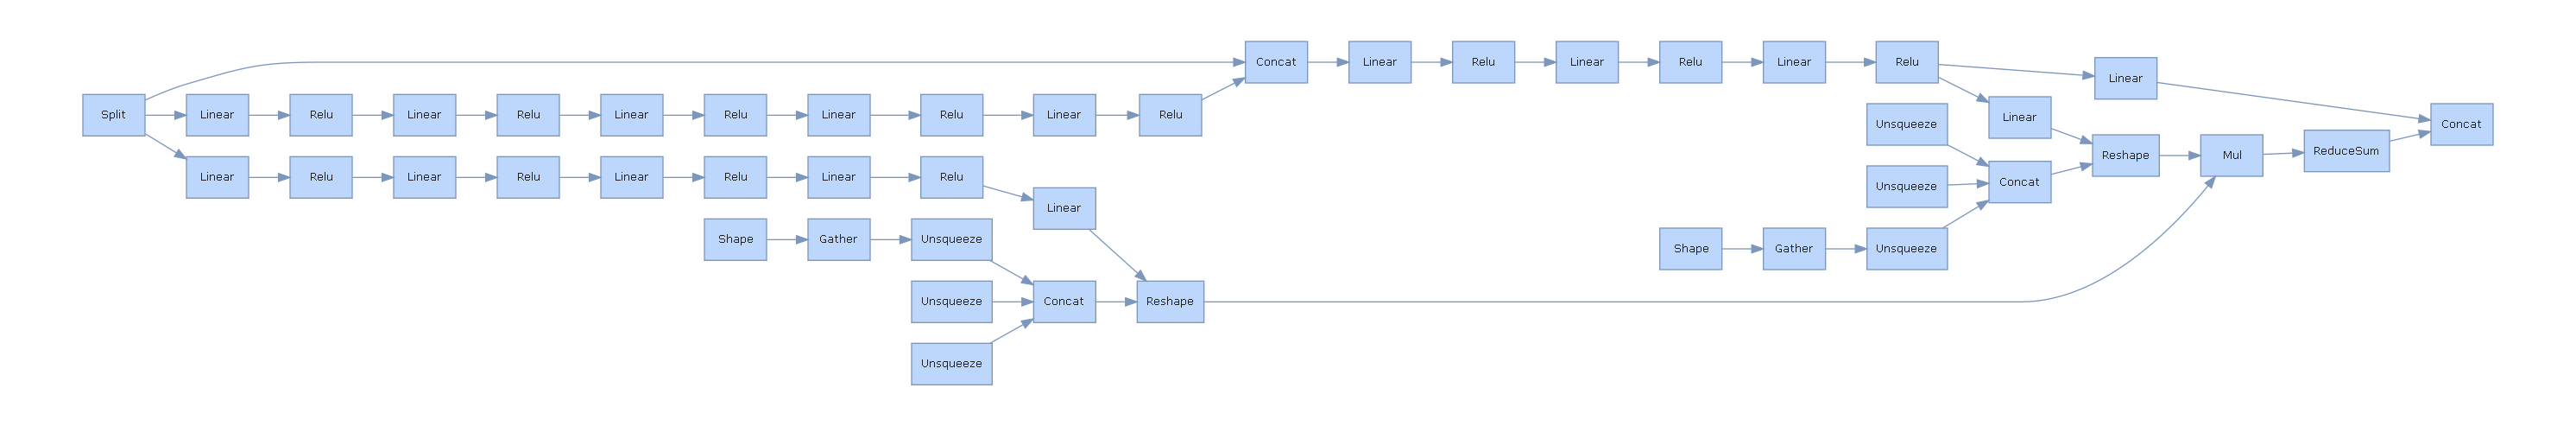 Concat Linear Relu Linear Relu Linear Relu
Linear
Split Linear Relu Linear Relu Linear Relu Linear Relu Linear Relu
Unsqueeze Linear Concat
Linear Relu Linear Relu Linear Relu Linear Relu
Reshape Mul ReduceSum
Unsqueeze Concat
Linear
Shape Gather Unsqueeze
Shape Gather Unsqueeze
Unsqueeze Concat Reshape
Unsqueeze